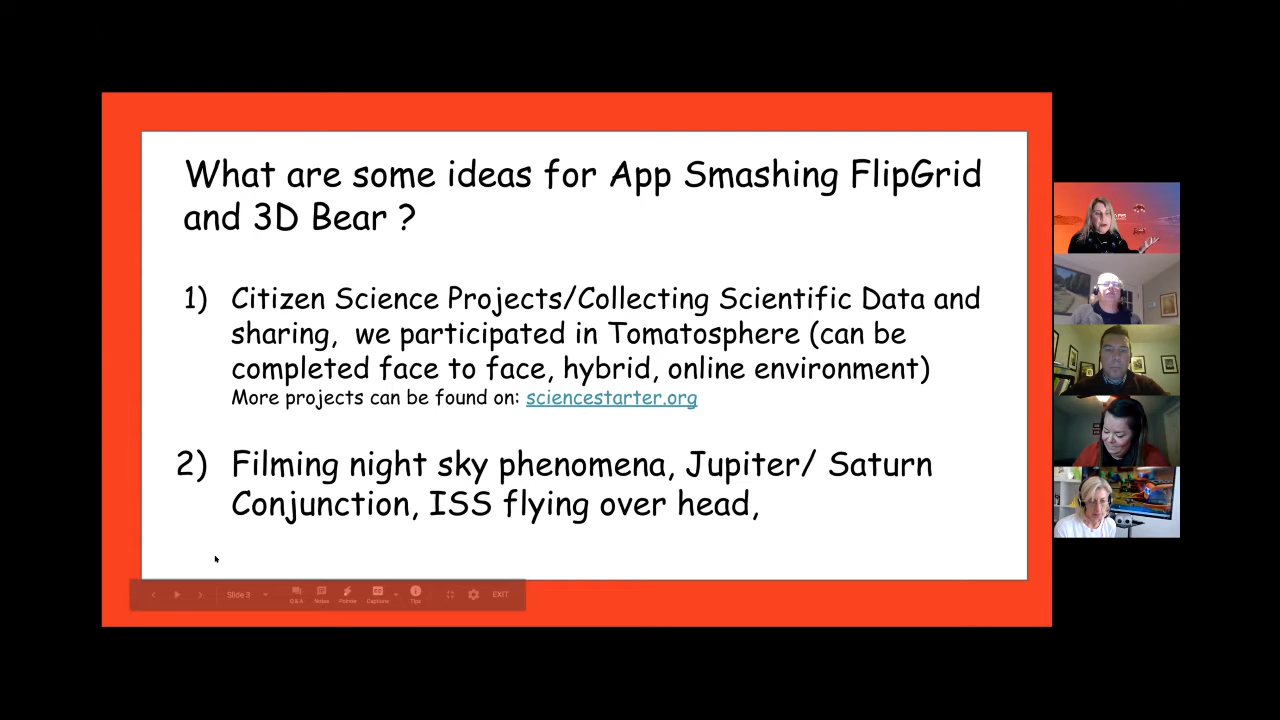 What are some ideas for App Smashing FlipGrid
and 3D Bear ?
1) Citizen Science Projects/Collecting Scientific Data and
sharing, we participated in Tomatosphere (can be
completed face to face, hybrid, online environment)
More projects can be found on: sciencestarter.org
2) Filming night sky phenomena, Jupiter/ Saturn
Conjunction, ISS flying over head,
Slide 3
Q&A Notes Pointer Captions Tips
EXIT